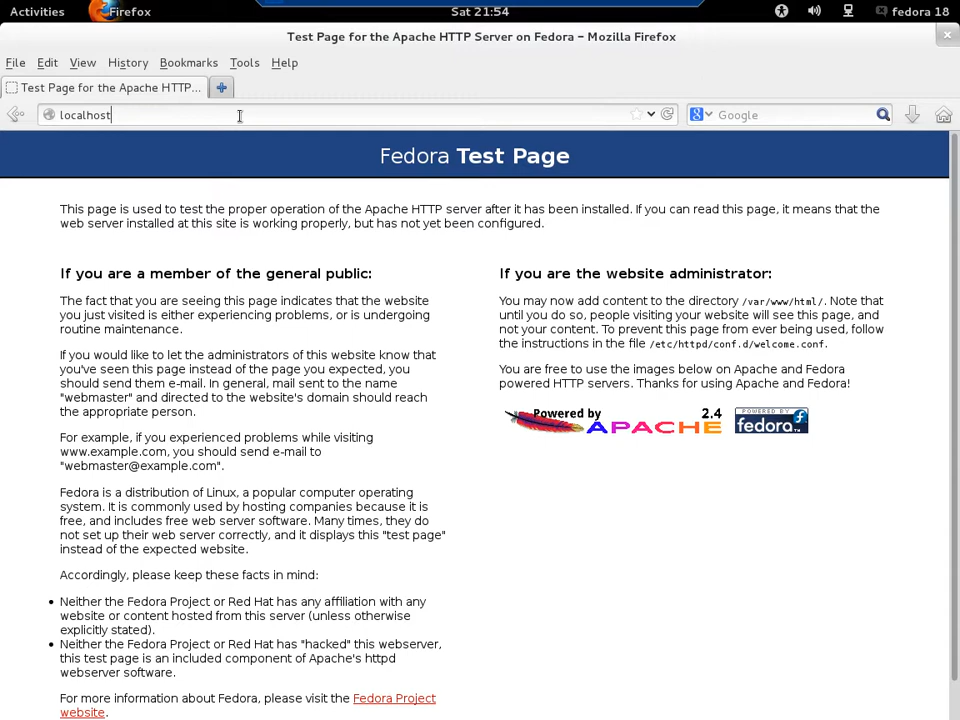 Activities Firefox Sat 21:54 fedora 18
Test Page for the Apache HTTP Server on Fedora – Mozilla Firefox
File Edit View History Bookmarks Tools Help
Test Page for the Apache HTTP...
localhost Google
Fedora Test Page
This page is used to test the proper operation of the Apache HTTP server after it has been installed. If you can read this page, it means that the
web server installed at this site is working properly, but has not yet been configured.
If you are a member of the general public:
The fact that you are seeing this page indicates that the website
you just visited is either experiencing problems, or is undergoing
routine maintenance.
If you would like to let the administrators of this website know that
you've seen this page instead of the page you expected, you
should send them e-mail. In general, mail sent to the name
"webmaster" and directed to the website's domain should reach
the appropriate person.
For example, if you experienced problems while visiting
www.example.com, you should send e-mail to
"webmaster@example.com".
Fedora is a distribution of Linux, a popular computer operating
system. It is commonly used by hosting companies because it is
free, and includes free web server software. Many times, they do
not set up their web server correctly, and it displays this "test page"
instead of the expected website.
Accordingly, please keep these facts in mind:
• Neither the Fedora Project or Red Hat has any affiliation with any
website or content hosted from this server (unless otherwise
explicitly stated).
• Neither the Fedora Project or Red Hat has "hacked" this webserver,
this test page is an included component of Apache's httpd
webserver software.
For more information about Fedora, please visit the Fedora Project
website.
If you are the website administrator:
You may now add content to the directory /var/www/html/. Note that
until you do so, people visiting your website will see this page, and
not your content. To prevent this page from ever being used, follow
the instructions in the file /etc/httpd/conf.d/welcome.conf.
You are free to use the images below on Apache and Fedora
powered HTTP servers. Thanks for using Apache and Fedora!
Powered by 2.4
APACHE
POWERED BY
fedora